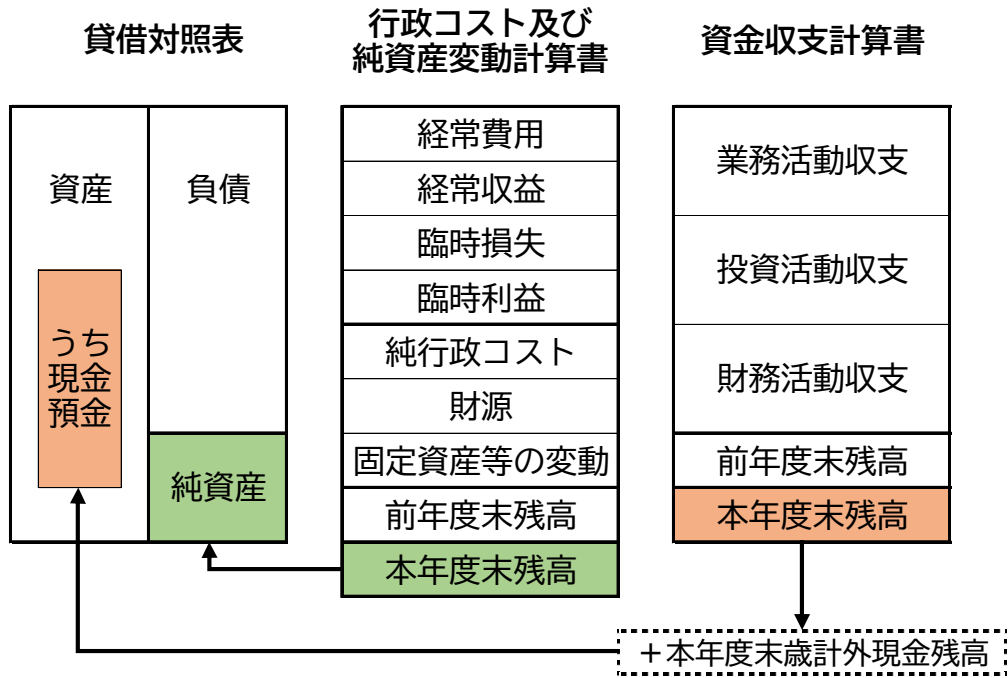 貸借対照表
資産
負債
うち
現金
預金
純資産
行政コスト及び
純資産変動計算書
経常費用
経常収益
臨時損失
臨時利益
純行政コスト
財源
固定資産等の変動
前年度末残高
本年度末残高
資金収支計算書
業務活動収支
投資活動収支
財務活動収支
前年度末残高
本年度末残高
＋本年度末歳計外現金残高